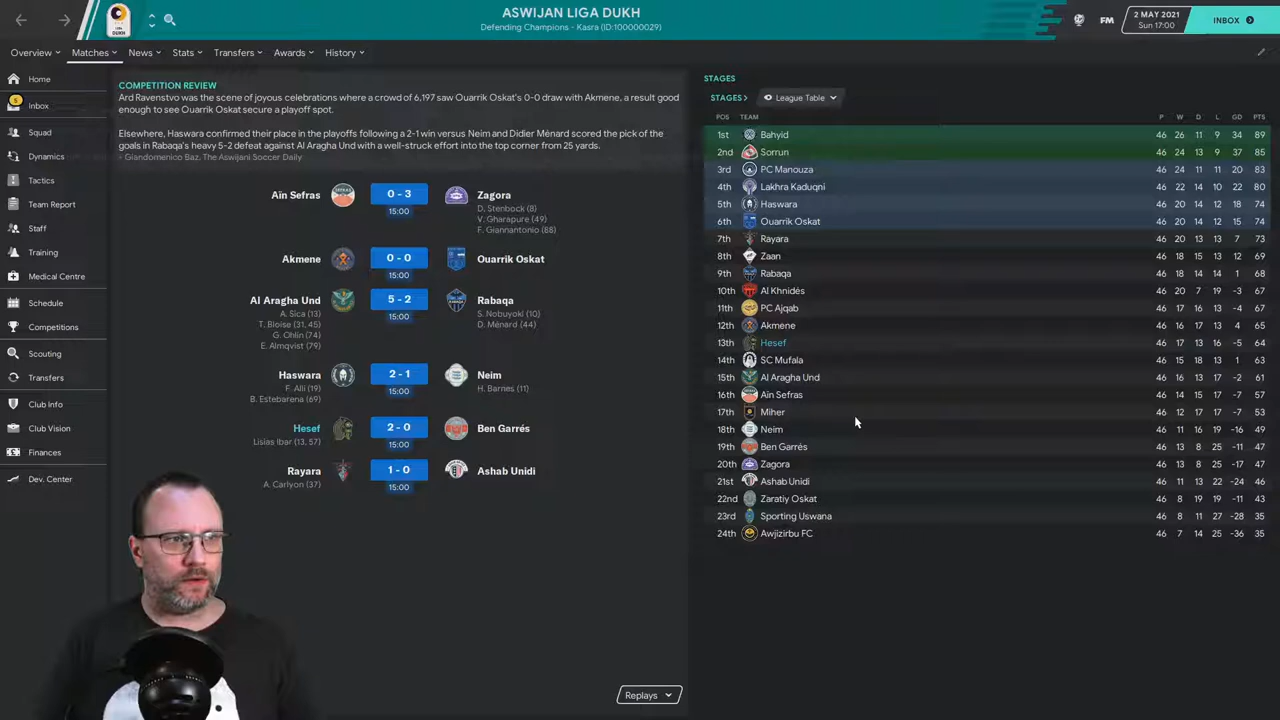 ASWIJAN LIGA DUKH
Defending Champions - Kasra (ID:100000029)
FM
2 MAY 2021
Sun 17:00
INBOX
Overview
Matches
News
Stats
Transfers
Awards
History
Home
5
Inbox
Squad
Dynamics
Tactics
Team Report
Staff
Training
Medical Centre
Schedule
Competitions
Scouting
Transfers
Club Info
Club Vision
Finances
Dev. Center
COMPETITION REVIEW
Ard Ravenstvo was the scene of joyous celebrations where a crowd of 6,197 saw Ouarrik Oskat's 0-0 draw with Akmene, a result good
enough to see Ouarrik Oskat secure a playoff spot.
Elsewhere, Haswara confirmed their place in the playoffs following a 2-1 win versus Neim and Didier Ménard scored the pick of the
goals in Rabaqa's heavy 5-2 defeat against Al Aragha Und with a well-struck effort into the top corner from 25 yards.
- Giandomenico Baz, The Aswijani Soccer Daily
Aïn Sefras 0 - 3 Zagora
15:00
D. Stenbock (8)
V. Gharapure (49)
F. Giannantonio (88)
Akmene 0 - 0 Ouarrik Oskat
15:00
Al Aragha Und 5 - 2 Rabaqa
15:00
A. Sica (13)
T. Bloise (31, 45)
G. Ohlin (74)
E. Almqvist (79)
S. Nobuyoki (10)
D. Ménard (44)
Haswara 2 - 1 Neim
15:00
F. Alli (19)
B. Estebarena (69)
H. Barnes (11)
Hesef 2 - 0 Ben Garrés
15:00
Lisias Ibar (13, 57)
Rayara 1 - 0 Ashab Unidi
15:00
A. Carlyon (37)
Replays
STAGES
STAGES> League Table
POS TEAM P W D L GD PTS
1st Bahyid 46 26 11 9 34 89
2nd Sorrun 46 24 13 9 37 85
3rd PC Manouza 46 24 11 11 20 83
4th Lakhra Kaduqni 46 22 14 10 22 80
5th Haswara 46 20 14 12 18 74
6th Ouarrik Oskat 46 20 14 12 15 74
7th Rayara 46 20 13 13 7 73
8th Zaan 46 18 15 13 12 69
9th Rabaqa 46 18 14 14 1 68
10th Al Khnidés 46 20 7 19 -3 67
11th PC Ajqab 46 17 16 13 4 67
12th Akmene 46 16 17 13 4 65
13th Hesef 46 17 13 16 -5 64
14th SC Mufala 46 15 18 13 1 63
15th Al Aragha Und 46 16 13 17 -2 61
16th Aïn Sefras 46 14 15 17 -7 57
17th Miher 46 12 17 17 -7 53
18th Neim 46 11 16 19 -16 49
19th Ben Garrés 46 13 8 25 -11 47
20th Zagora 46 13 8 25 -17 47
21st Ashab Unidi 46 11 13 22 -24 46
22nd Zaratiy Oskat 46 8 19 19 -11 43
23rd Sporting Uswana 46 8 11 27 -28 35
24th Awjizirbu FC 46 7 14 25 -36 35